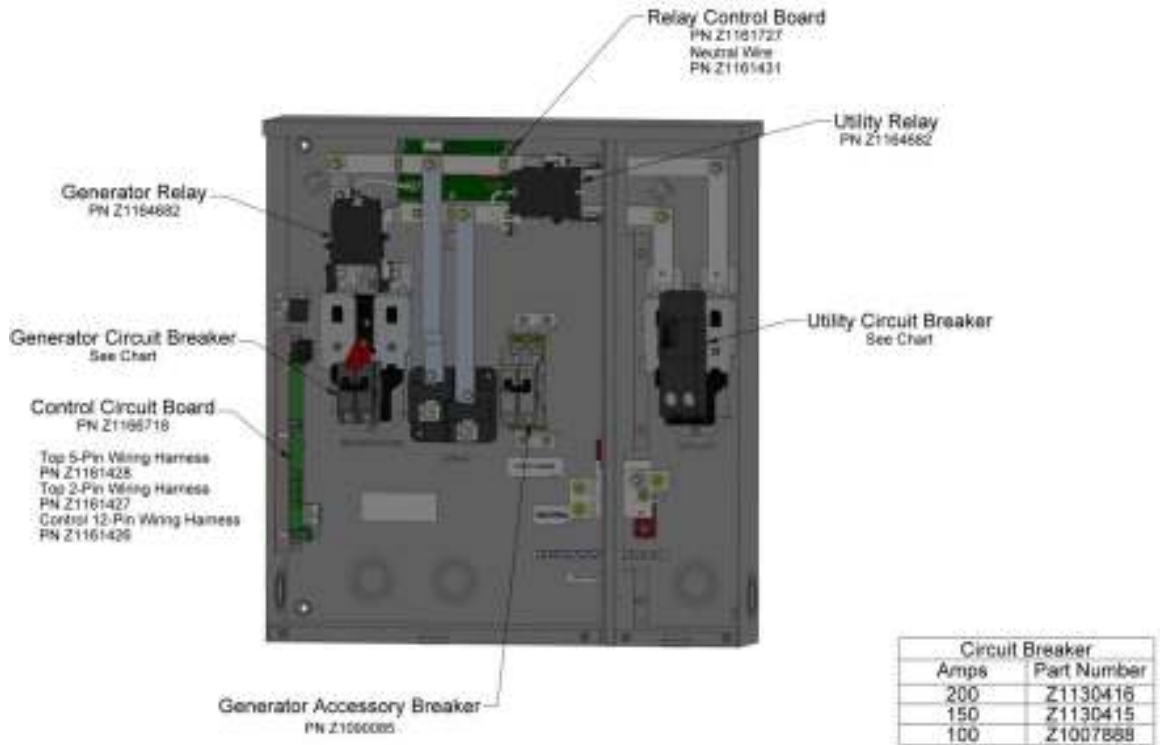 Relay Control Board
PN Z1161727
Neutral Wire
PN Z1161431
Utility Relay
PN Z1164682
Generator Relay
PN Z1164682
Generator Circuit Breaker
See Chart
Utility Circuit Breaker
See Chart
Control Circuit Board
PN Z1166718
Top 5-Pin Wiring Harness
PN Z1161428
Top 2-Pin Wiring Harness
PN Z1161427
Control 12-Pin Wiring Harness
PN Z1161426
Generator Accessory Breaker
PN Z1090085
Circuit Breaker
Amps Part Number
200 Z1130416
150 Z1130415
100 Z1007888